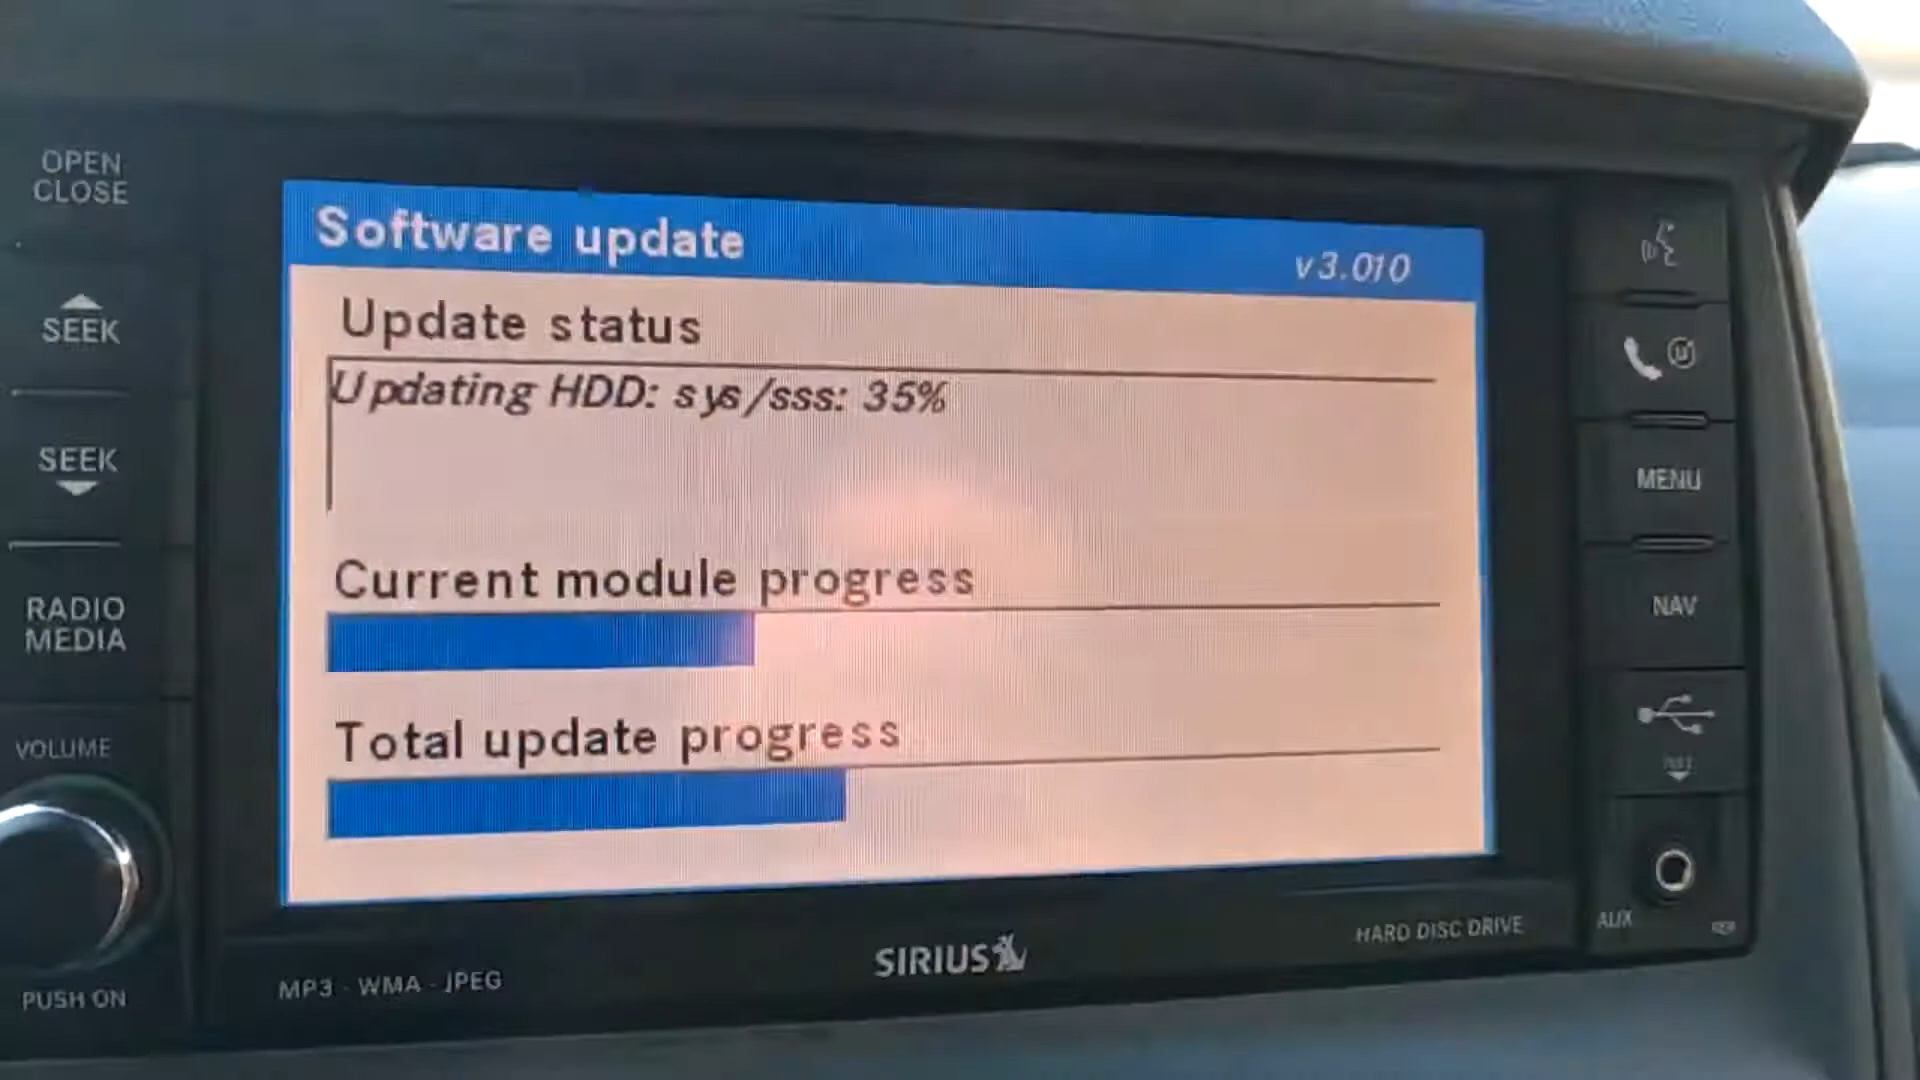 OPEN
CLOSE
SEEK
SEEK
RADIO
MEDIA
VOLUME
PUSH ON
Software update
v3.010
Update status
Updating HDD: sys/sss: 35%
Current module progress
Total update progress
MENU
NAV
AUX
MP3 - WMA - JPEG
SIRIUS
HARD DISC DRIVE